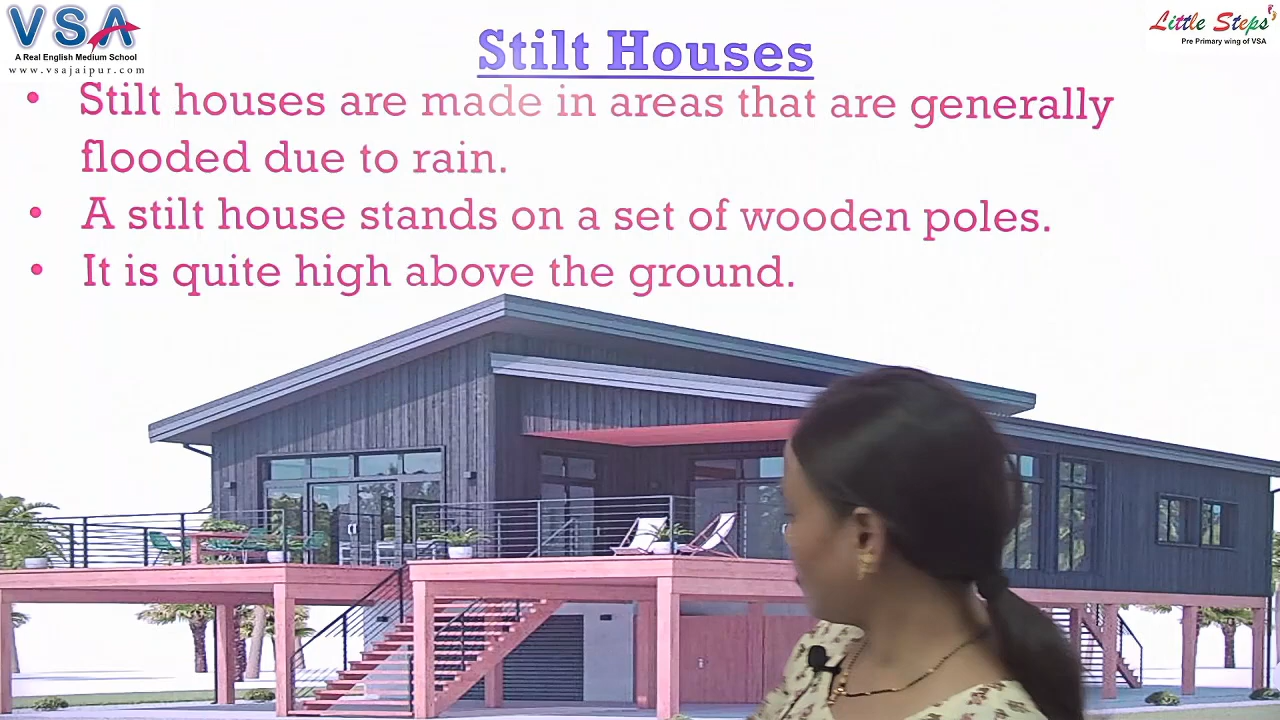 VSA
A Real English Medium School
www.vsajaipur.com
Little Steps
Pre Primary wing of VSA
Stilt Houses
• Stilt houses are made in areas that are generally
flooded due to rain.
• A stilt house stands on a set of wooden poles.
• It is quite high above the ground.